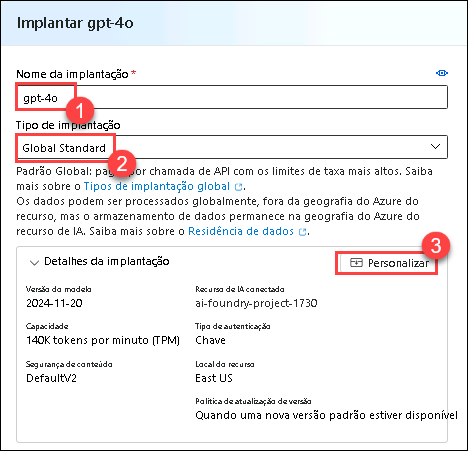 Implantar gpt-4o
Nome da implantação *
gpt-4o
1
Tipo de implantação
Global Standard
2
Padrão Global: pag por chamada de API com os limites de taxa mais altos. Saiba
mais sobre o Tipos de implantação global .
Os dados podem ser processados globalmente, fora da geografia do Azure do
recurso, mas o armazenamento de dados permanece na geografia do Azure do
recurso de IA. Saiba mais sobre o Residência de dados .
3
Detalhes da implantação
Personalizar
Versão do modelo
2024-11-20
Recurso de IA conectado
ai-foundry-project-1730
Capacidade
140K tokens por minuto (TPM)
Tipo de autenticação
Chave
Segurança de conteúdo
DefaultV2
Local do recurso
East US
Política de atualização de versão
Quando uma nova versão padrão estiver disponível